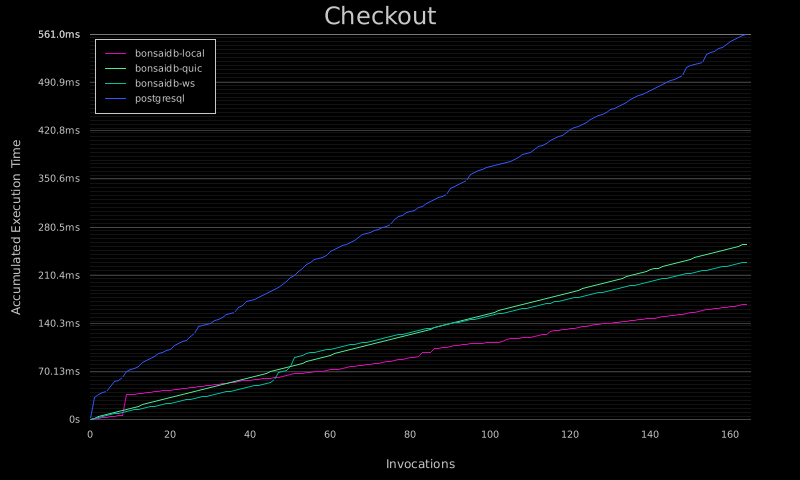 Checkout
561.0ms
490.9ms
420.8ms
350.6ms
280.5ms
210.4ms
140.3ms
70.13ms
0s
bonsaidb-local
bonsaidb-quic
bonsaidb-ws
postgresql
Accumulated Execution Time
0 20 40 60 80 100 120 140 160
Invocations